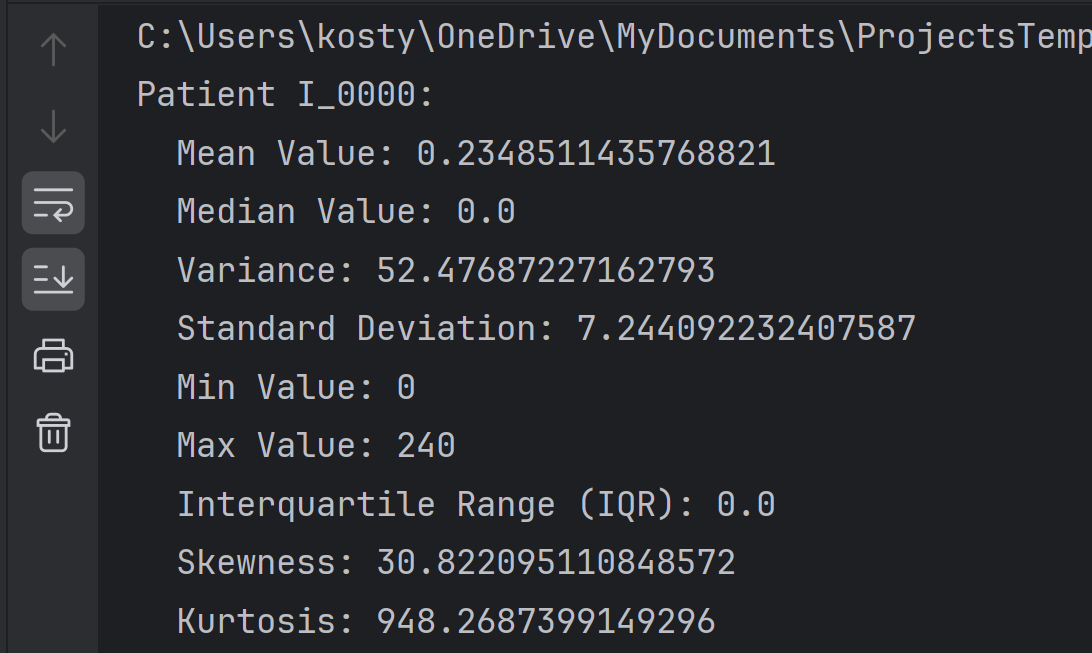 C:\Users\kosty\OneDrive\MyDocuments\ProjectsTemp
Patient I_0000:
Mean Value: 0.2348511435768821
Median Value: 0.0
Variance: 52.47687227162793
Standard Deviation: 7.244092232407587
Min Value: 0
Max Value: 240
Interquartile Range (IQR): 0.0
Skewness: 30.822095110848572
Kurtosis: 948.2687399149296